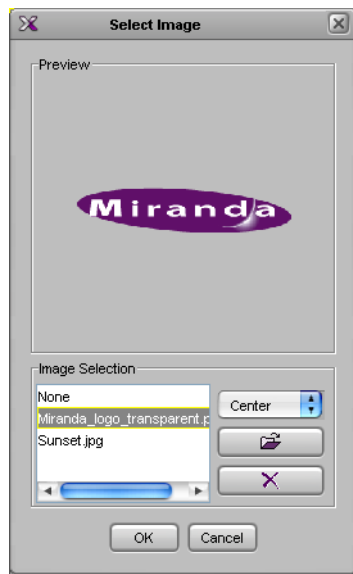 Select Image
Preview
Miranda
Image Selection
None
Miranda_logo_transparent.p
Sunset.jpg
Center
OK
Cancel